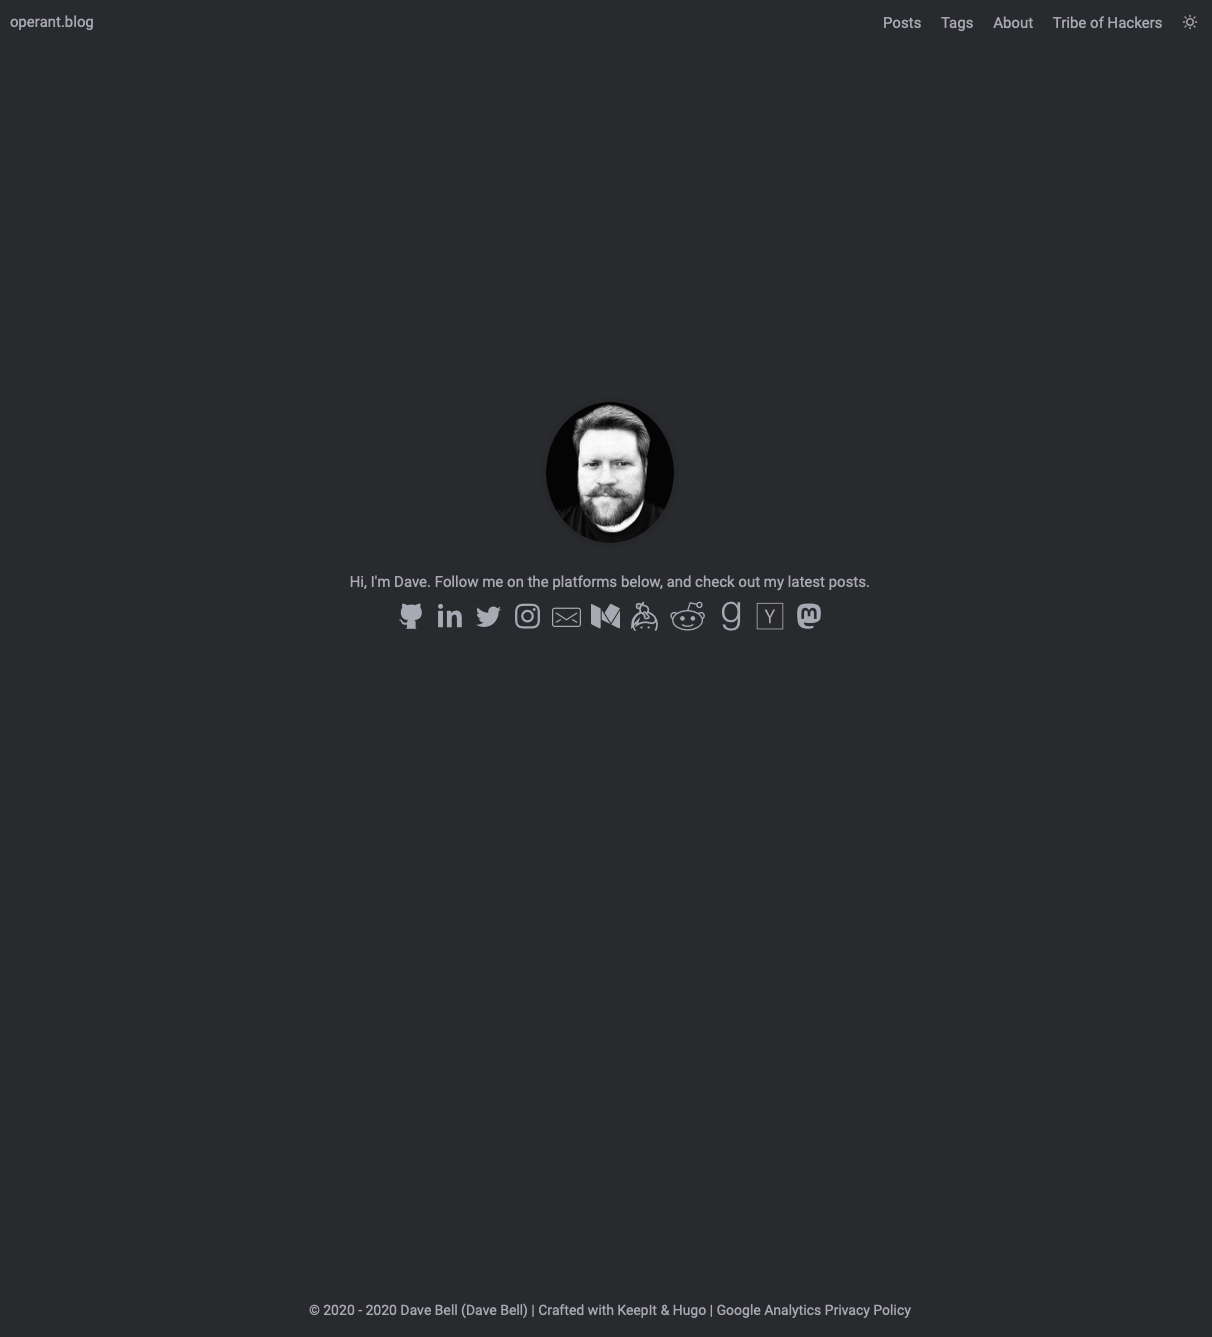 operant.blog
Posts Tags About Tribe of Hackers
Hi, I'm Dave. Follow me on the platforms below, and check out my latest posts.
© 2020 - 2020 Dave Bell (Dave Bell) | Crafted with KeepIt & Hugo | Google Analytics Privacy Policy